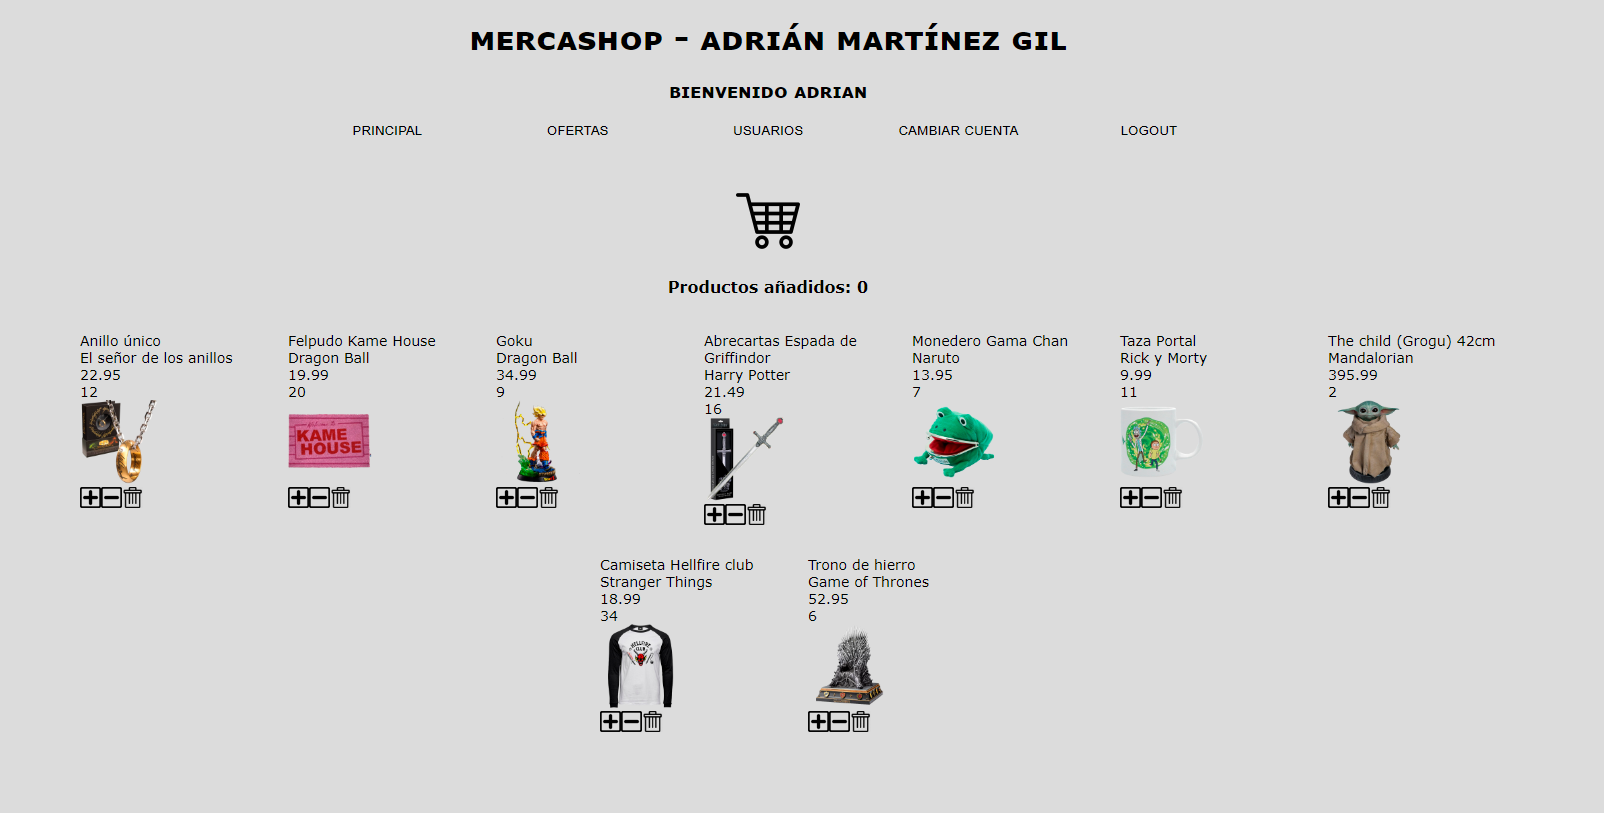 MERCASHOP - ADRIÁN MARTÍNEZ GIL
BIENVENIDO ADRIAN
PRINCIPAL OFERTAS USUARIOS CAMBIAR CUENTA LOGOUT
Productos añadidos: 0
Anillo único
El señor de los anillos
22.95
12
Felpudo Kame House
Dragon Ball
19.99
20
KAME
HOUSE
Goku
Dragon Ball
34.99
9
Abrecartas Espada de
Griffindor
Harry Potter
21.49
16
Monedero Gama Chan
Naruto
13.95
7
Taza Portal
Rick y Morty
9.99
11
The child (Grogu) 42cm
Mandalorian
395.99
2
Camiseta Hellfire club
Stranger Things
18.99
34
HELLFIRE
CLUB
Trono de hierro
Game of Thrones
52.95
6